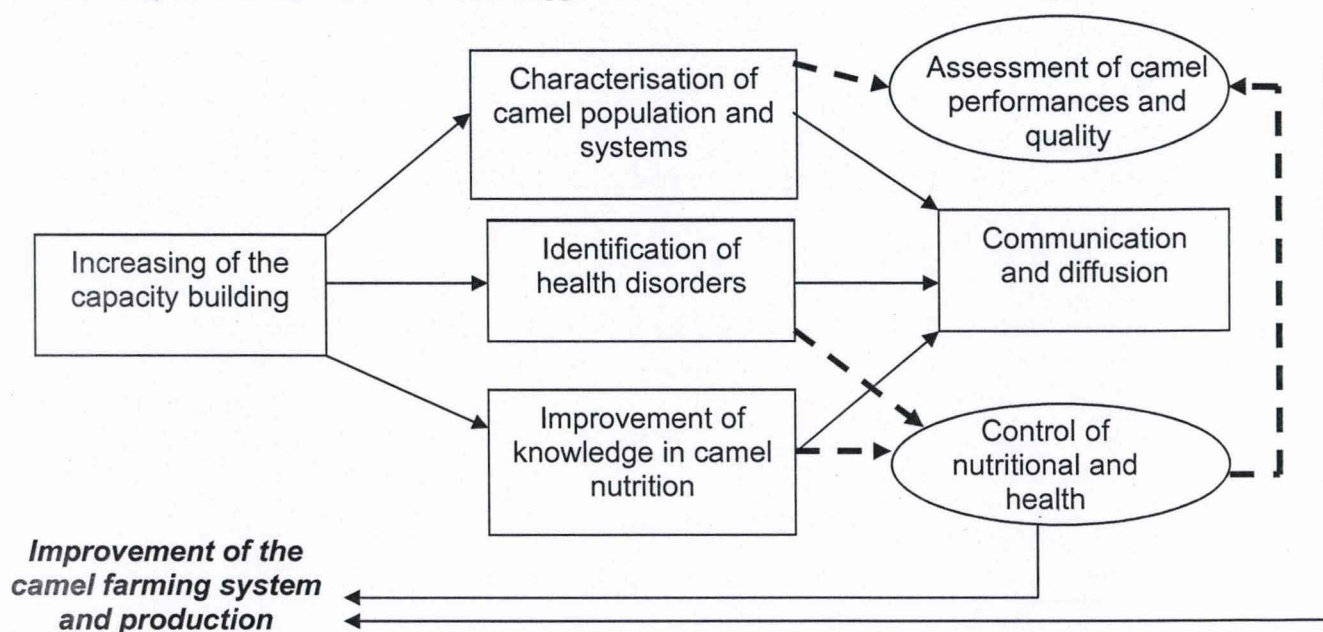 Characterisation of
camel population and
systems
Assessment of camel
performances and
quality
Increasing of the
capacity building
Identification of
health disorders
Communication
and diffusion
Improvement of
knowledge in camel
nutrition
Control of
nutritional and
health
Improvement of the
camel farming system
and production